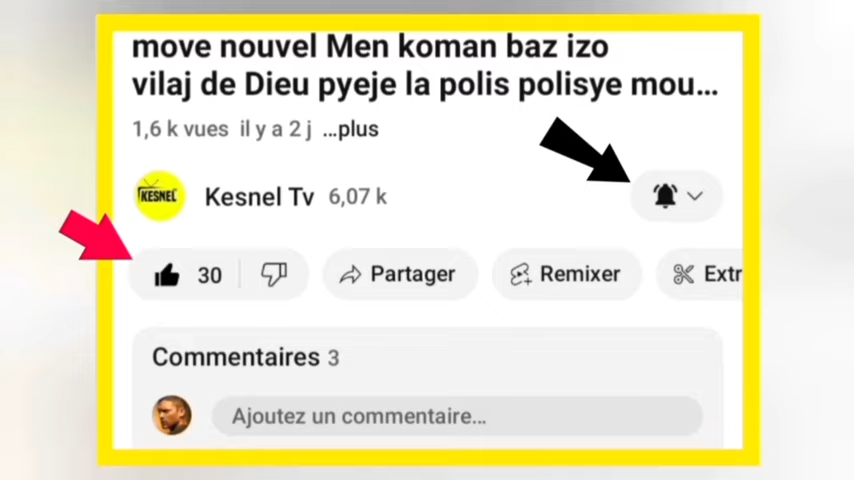 move nouvel Men koman baz izo
vilaj de Dieu pyeje la polis polisye mou...
1,6 k vues il y a 2 j ...plus
KESNEL
Kesnel Tv 6,07 k
30
Partager
Remixer
Extr
Commentaires 3
Ajoutez un commentaire...